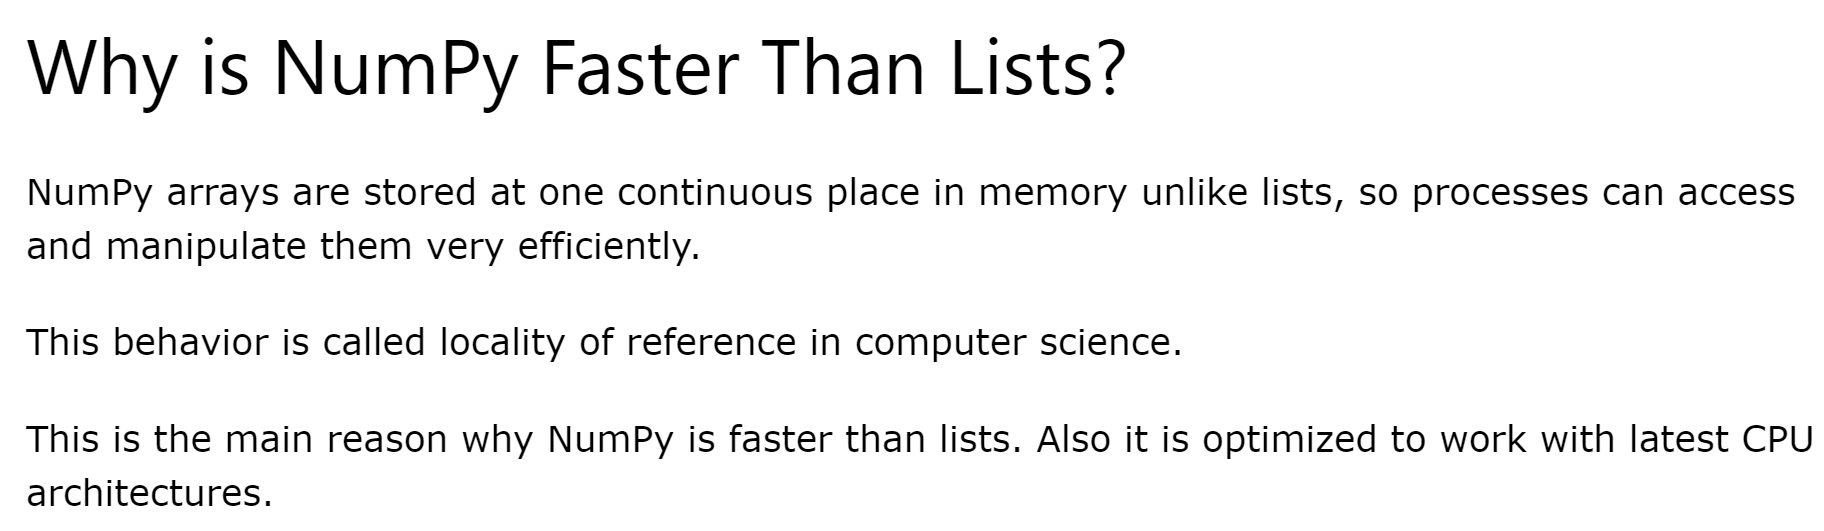 Why is NumPy Faster Than Lists?
NumPy arrays are stored at one continuous place in memory unlike lists, so processes can access
and manipulate them very efficiently.
This behavior is called locality of reference in computer science.
This is the main reason why NumPy is faster than lists. Also it is optimized to work with latest CPU
architectures.